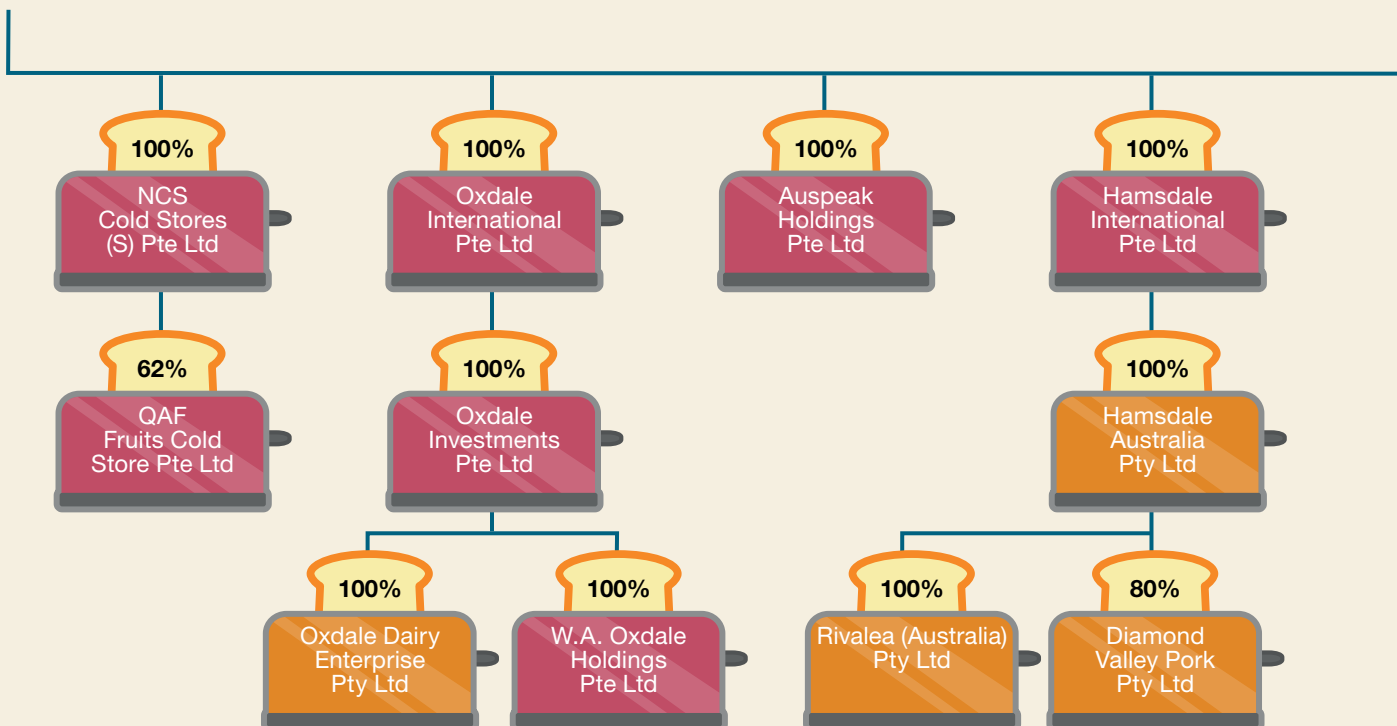 100%
NCS
Cold Stores
(S) Pte Ltd
100%
Oxdale
International
Pte Ltd
100%
Auspeak
Holdings
Pte Ltd
100%
Hamsdale
International
Pte Ltd
62%
QAF
Fruits Cold
Store Pte Ltd
100%
Oxdale
Investments
Pte Ltd
100%
Hamsdale
Australia
Pty Ltd
100%
Oxdale Dairy
Enterprise
Pty Ltd
100%
W.A. Oxdale
Holdings
Pte Ltd
100%
Rivalea (Australia)
Pty Ltd
80%
Diamond
Valley Pork
Pty Ltd